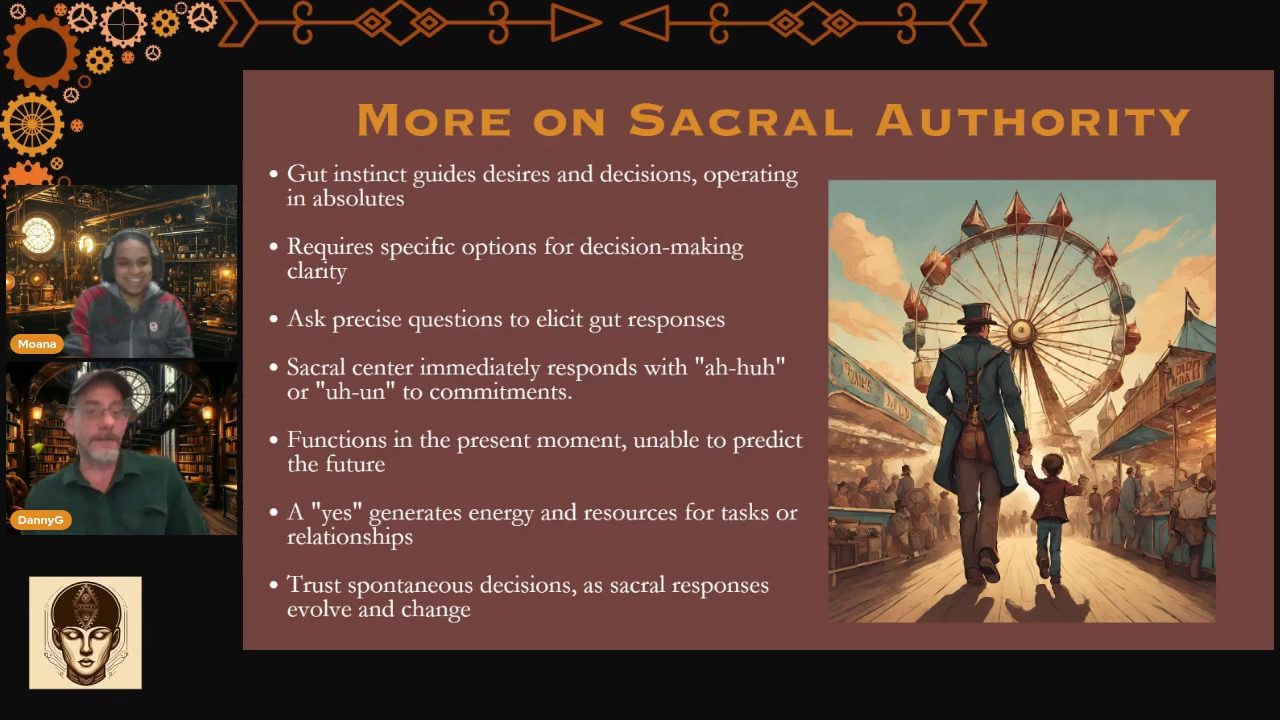 More on Sacral Authority
• Gut instinct guides desires and decisions, operating
in absolutes
• Requires specific options for decision-making
clarity
• Ask precise questions to elicit gut responses
• Sacral center immediately responds with "ah-huh"
or "uh-un" to commitments.
• Functions in the present moment, unable to predict
the future
• A "yes" generates energy and resources for tasks or
relationships
• Trust spontaneous decisions, as sacral responses
evolve and change
Moana
DannyG